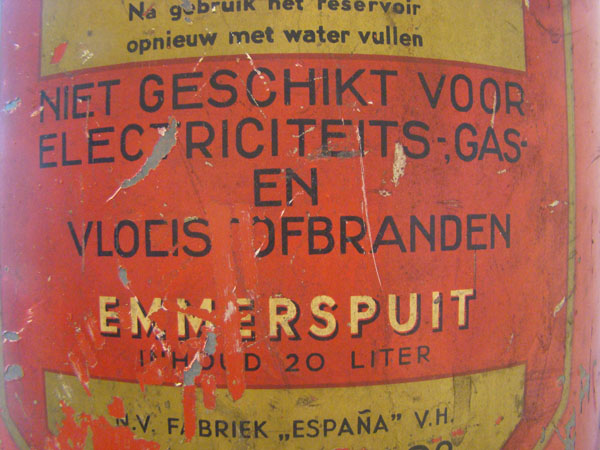 Na gebruik het reservoir
opnieuw met water vullen
NIET GESCHIKT VOOR
ELECTRICITEITS-, GAS-
EN
VLOEISTOFBRANDEN
EMMERSPUIT
INHOUD 20 LITER
N.V. FABRIEK „ESPAÑA” V.H.